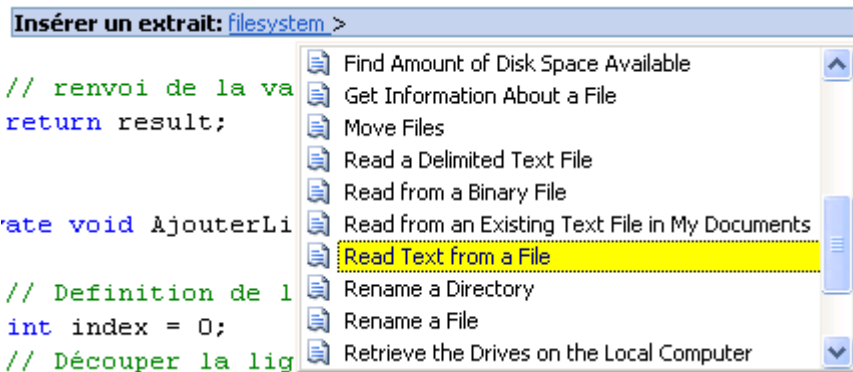 Insérer un extrait: filesystem >
Find Amount of Disk Space Available
// renvoi de la va
Get Information About a File
return result;
Move Files
Read a Delimited Text File
Read from a Binary File
rate void AjouterLi
Read from an Existing Text File in My Documents
Read Text from a File
// Definition de l
Rename a Directory
int index = 0;
Rename a File
// Découper la lig
Retrieve the Drives on the Local Computer